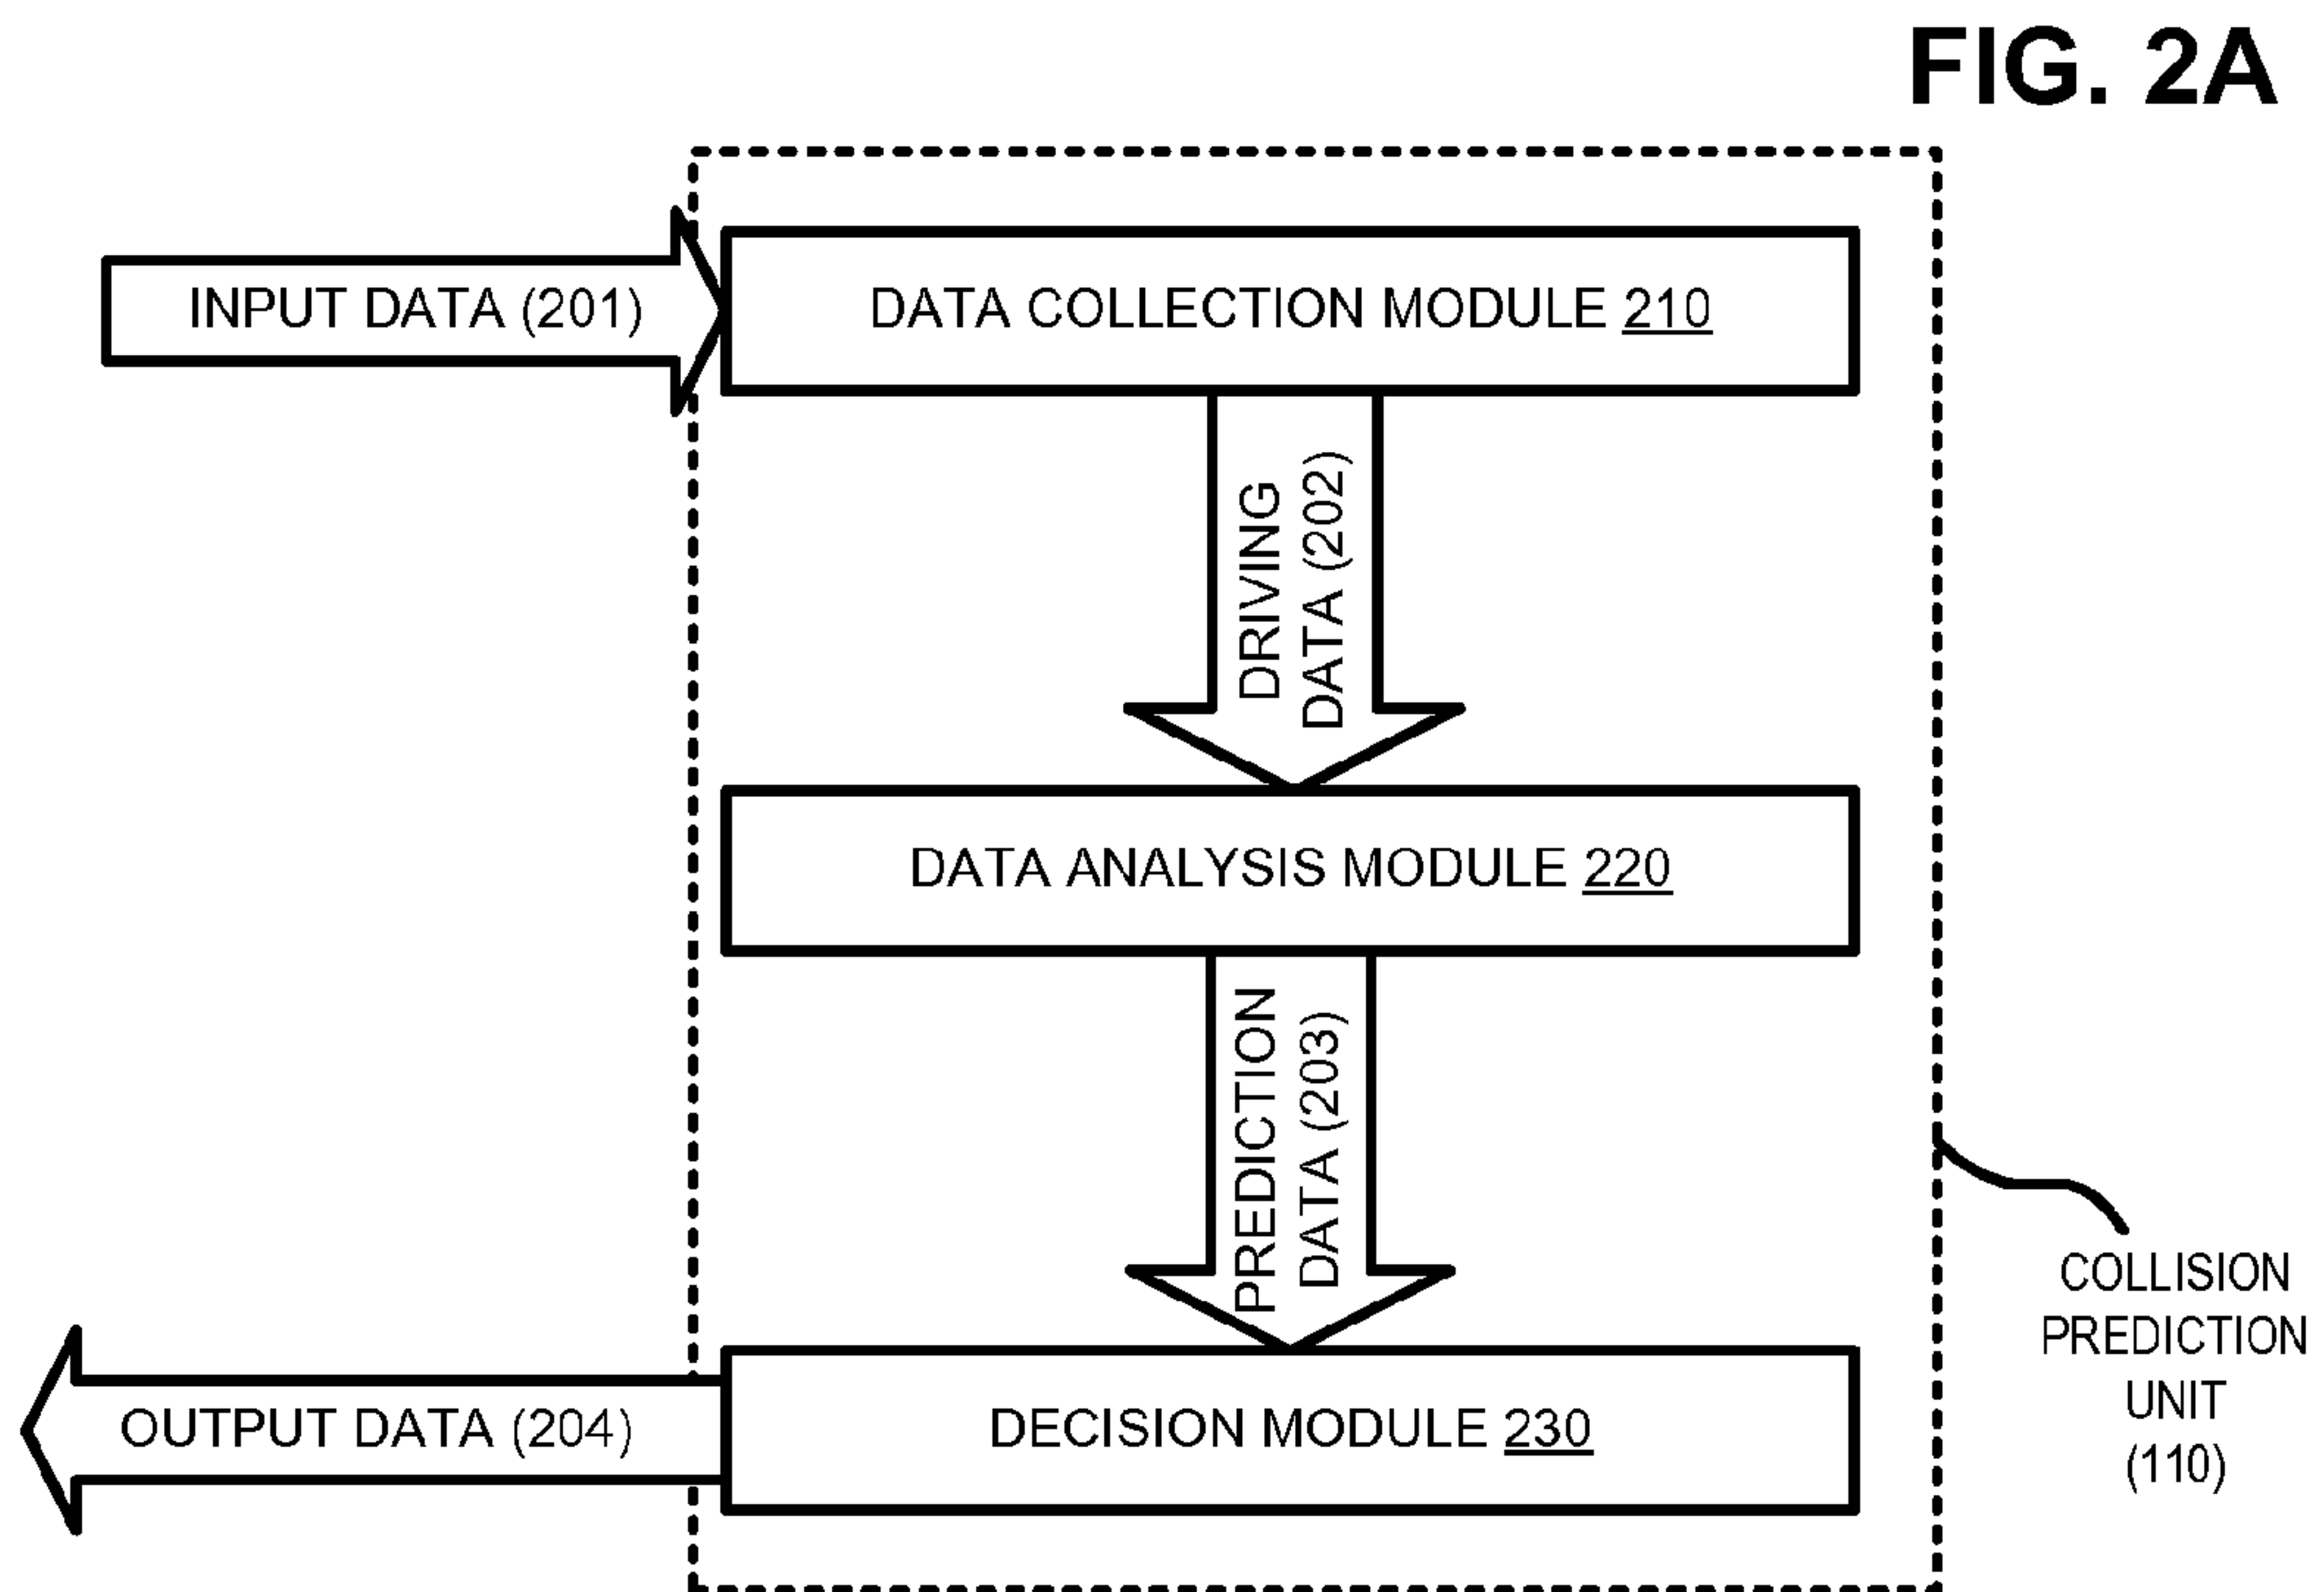 FIG. 2A
INPUT DATA (201)
DATA COLLECTION MODULE 210
DRIVING
DATA (202)
DATA ANALYSIS MODULE 220
PREDICTION
DATA (203)
COLLISION
PREDICTION
UNIT
(110)
OUTPUT DATA (204)
DECISION MODULE 230